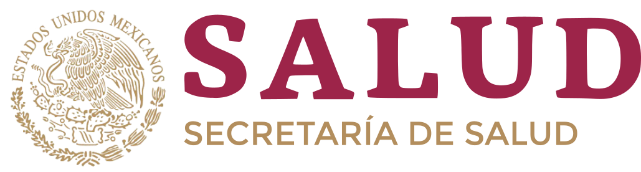 ESTADOS UNIDOS MEXICANOS
SALUD
SECRETARÍA DE SALUD